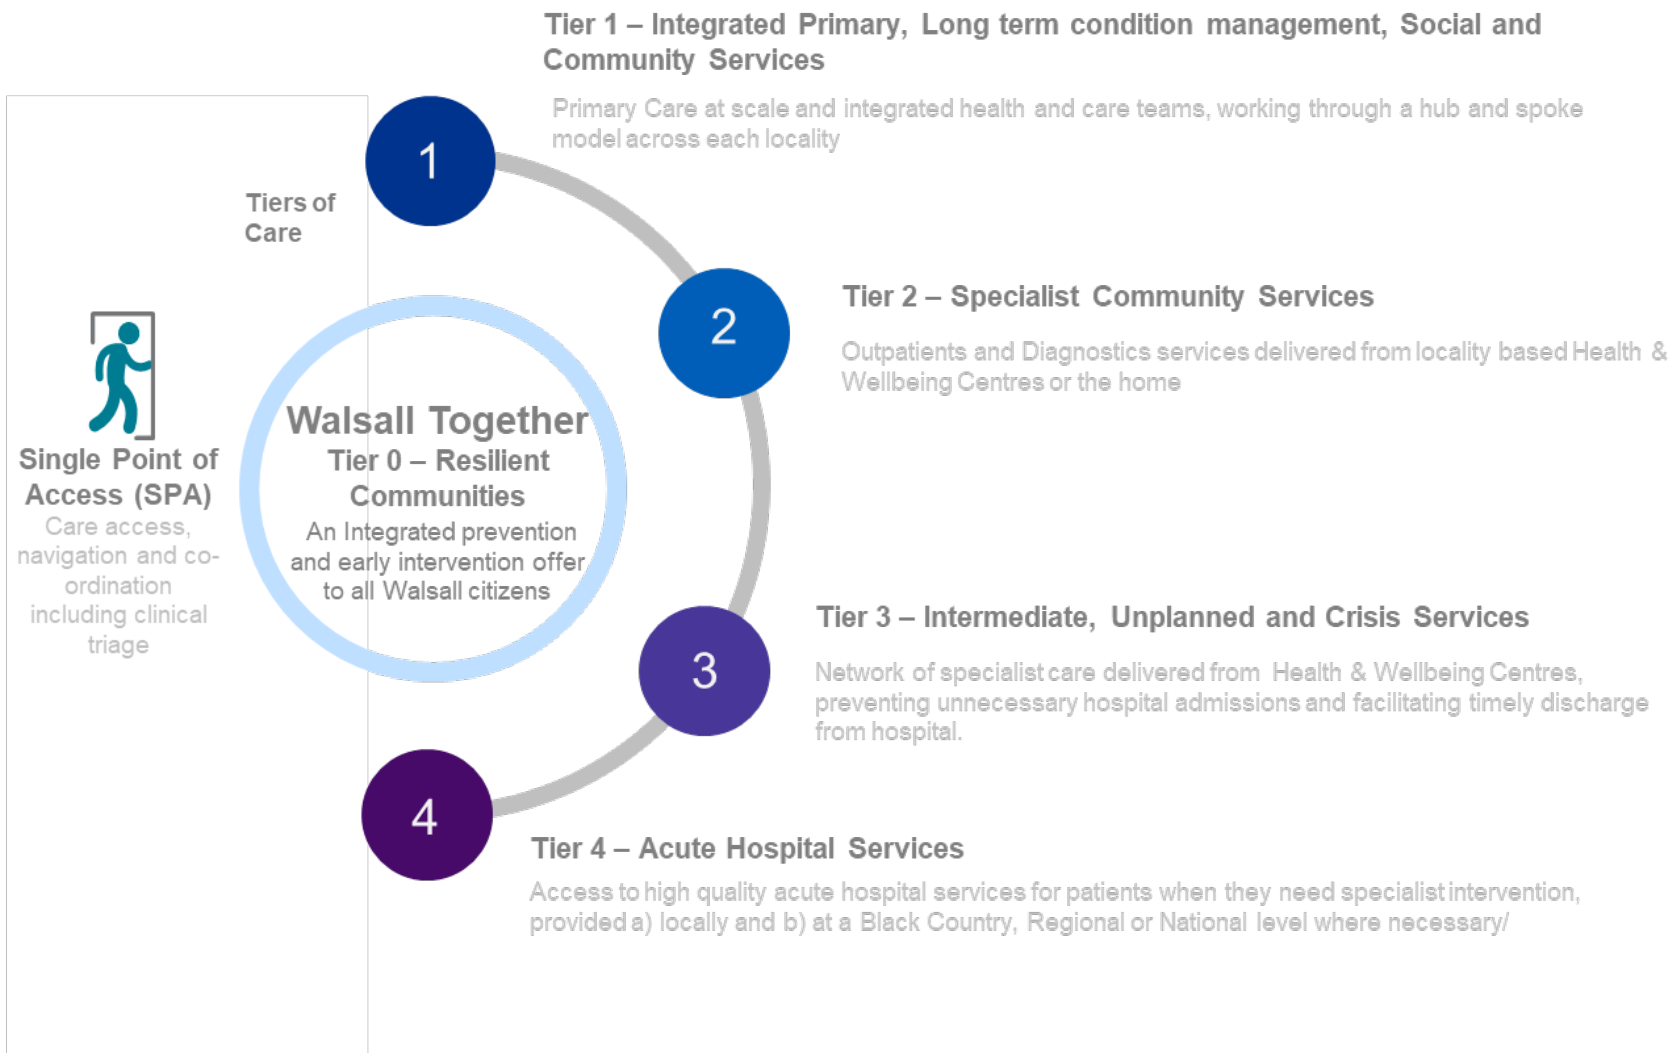 Tier 1 – Integrated Primary, Long term condition management, Social and
Community Services
Primary Care at scale and integrated health and care teams, working through a hub and spoke
model across each locality
1
Tiers of
Care
2
Tier 2 – Specialist Community Services
Outpatients and Diagnostics services delivered from locality based Health &
Wellbeing Centres or the home
Single Point of
Access (SPA)
Care access,
navigation and co-
ordination
including clinical
triage
Walsall Together
Tier 0 – Resilient
Communities
An Integrated prevention
and early intervention offer
to all Walsall citizens
3
Tier 3 – Intermediate, Unplanned and Crisis Services
Network of specialist care delivered from Health & Wellbeing Centres,
preventing unnecessary hospital admissions and facilitating timely discharge
from hospital.
4
Tier 4 – Acute Hospital Services
Access to high quality acute hospital services for patients when they need specialist intervention,
provided a) locally and b) at a Black Country, Regional or National level where necessary/